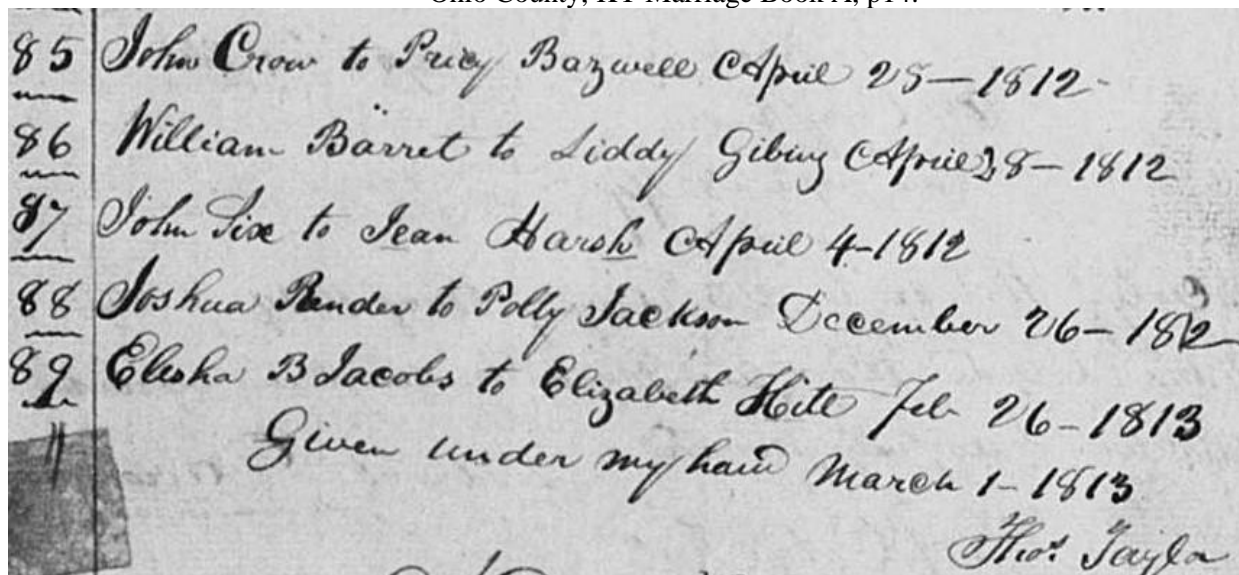 Ohio County, KY Marriage Book A, p14.
85 John Crow to Pricy Bazwell April 25 — 1812 -
86 William Barret to Liddy Gibing April 8 — 1812
87 John Sixe to Jean Harsh April 4 - 1812
88 Joshua Render to Polly Jackson December 26 — 1812
89 Elisha B Jacobs to Elizabeth Hite Feb 26 - 1813
Given under my hand March 1 - 1813
Thos. Taylor